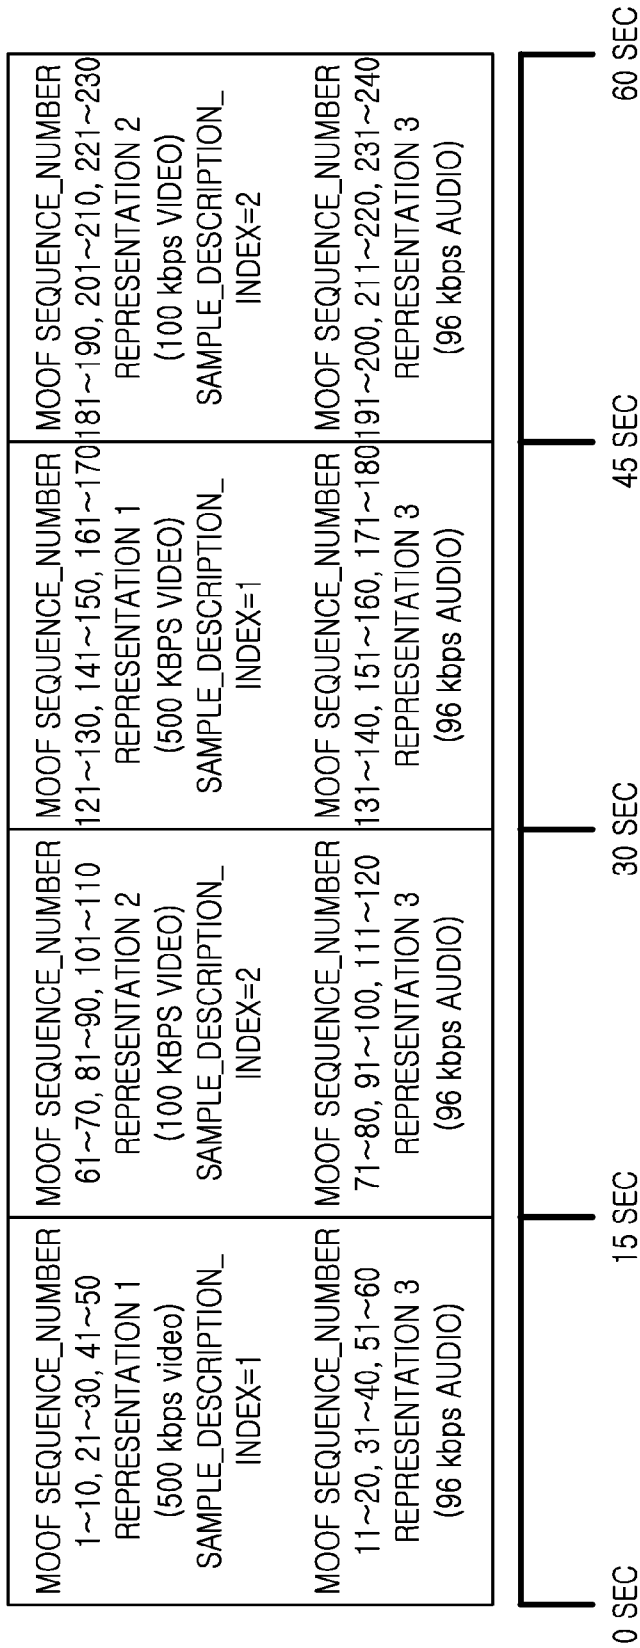 MOOF SEQUENCE_NUMBER
1~10, 21~30, 41~50
REPRESENTATION 1
(500 kbps video)
SAMPLE_DESCRIPTION_
INDEX=1
MOOF SEQUENCE_NUMBER
11~20, 31~40, 51~60
REPRESENTATION 3
(96 kbps AUDIO)
MOOF SEQUENCE_NUMBER
61~70, 81~90, 101~110
REPRESENTATION 2
(100 KBPS VIDEO)
SAMPLE_DESCRIPTION_
INDEX=2
MOOF SEQUENCE_NUMBER
71~80, 91~100, 111~120
REPRESENTATION 3
(96 kbps AUDIO)
MOOF SEQUENCE_NUMBER
121~130, 141~150, 161~170
REPRESENTATION 1
(500 KBPS VIDEO)
SAMPLE_DESCRIPTION_
INDEX=1
MOOF SEQUENCE_NUMBER
131~140, 151~160, 171~180
REPRESENTATION 3
(96 kbps AUDIO)
MOOF SEQUENCE_NUMBER
181~190, 201~210, 221~230
REPRESENTATION 2
(100 kbps VIDEO)
SAMPLE_DESCRIPTION_
INDEX=2
MOOF SEQUENCE_NUMBER
191~200, 211~220, 231~240
REPRESENTATION 3
(96 kbps AUDIO)
0 SEC
15 SEC
30 SEC
45 SEC
60 SEC